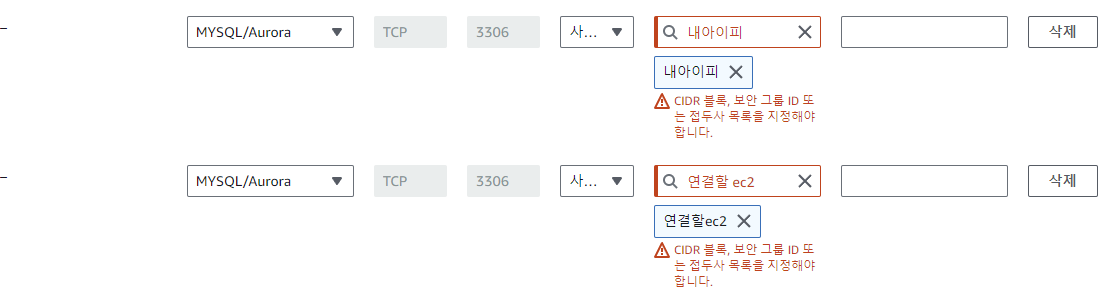 MYSQL/Aurora TCP 3306 사... 내아이피 삭제
내아이피
CIDR 블록, 보안 그룹 ID 또
는 접두사 목록을 지정해야
합니다.
MYSQL/Aurora TCP 3306 사... 연결할 ec2 삭제
연결할ec2
CIDR 블록, 보안 그룹 ID 또
는 접두사 목록을 지정해야
합니다.